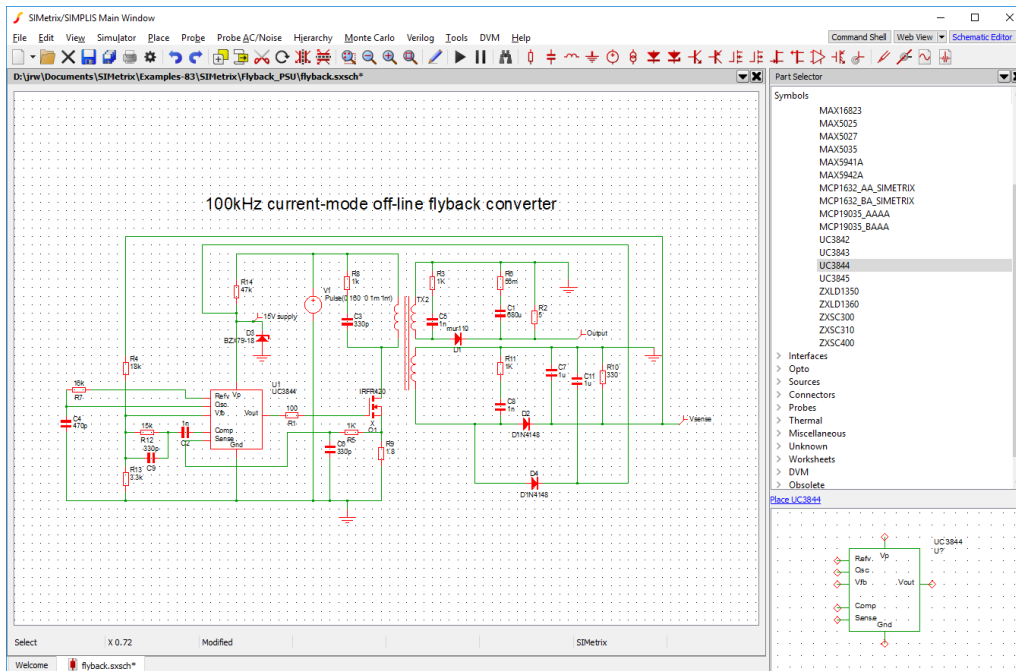 SIMetrix/SIMPLIS Main Window
File Edit View Simulator Place Probe Probe AC/Noise Hierarchy Monte Carlo Verilog Tools DVM Help
Command Shell Web View Schematic Editor
D:\jrw\Documents\SIMetrix\Examples-83\SIMetrix\Flyback_PSU\flyback.sxsch*
Part Selector
Symbols
MAX16823
MAX5025
MAX5027
MAX5035
MAX5941A
MAX5942A
MCP1632_AA_SIMETRIX
MCP1632_BA_SIMETRIX
MCP19035_AAAA
MCP19035_BAAA
UC3842
UC3843
UC3844
UC3845
ZXLD1350
ZXLD1360
ZXSC300
ZXSC310
ZXSC400
Interfaces
Opto
Sources
Connectors
Probes
Thermal
Miscellaneous
Unknown
Worksheets
DVM
Obsolete
Place UC3844
UC3844
U?
Refv Vp
Osc
Vfb Vout
Comp
Sense
Gnd
100kHz current-mode off-line flyback converter
R14
47k
V1
Pulse(0 160 0 1m 1m)
R8
1k
C3
330p
TX2
R3
1K
C5
1n
mur110
D1
R6
55m
C1
680u
R2
5
Output
15V supply
D3
BZX79-18
R4
18k
16k
R7
C4
470p
U1
UC3844
Refv Vp
Osc
Vfb Vout
Comp
Sense
Gnd
15k
R12
330p
C9
1n
C2
R13
3.3k
100
R1
IRFR420
X
Q1
1K
R5
C6
330p
R9
1.8
R11
1K
C8
1n
D2
D1N4148
C7
1u
C11
1u
R10
330
Vsense
D4
D1N4148
Select X 0.72 Modified SIMetrix
Welcome flyback.sxsch*